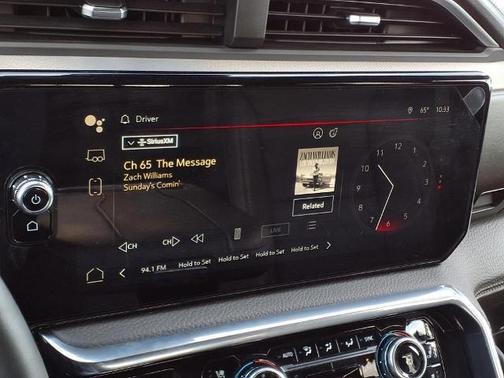 Driver
65°
10:33
SiriusXM
Ch 65 The Message
Zach Williams
Sunday's Comin'
ZACH WILLIAMS
Related
12
1
2
3
4
5
6
7
8
9
10
11
CH
CH
LIVE
94.1 FM
Hold to Set
Hold to Set
Hold to Set
Hold to Set
AUTO